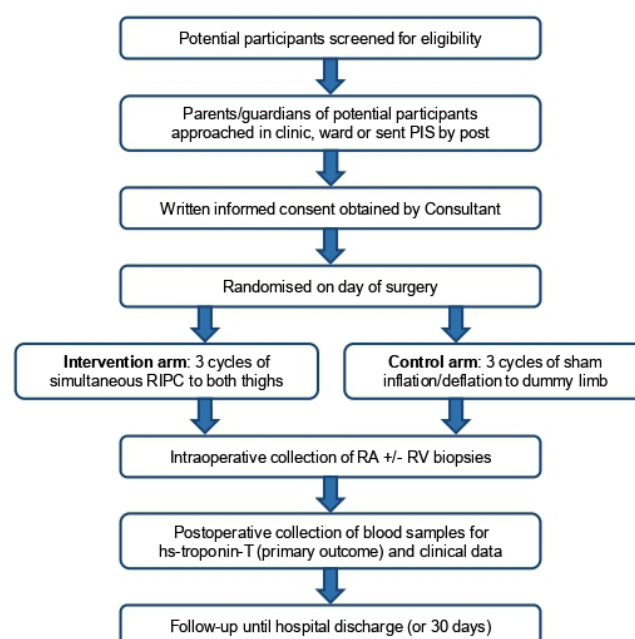 Potential participants screened for eligibility
Parents/guardians of potential participants
approached in clinic, ward or sent PIS by post
Written informed consent obtained by Consultant
Randomised on day of surgery
Intervention arm: 3 cycles of
simultaneous RIPC to both thighs
Control arm: 3 cycles of sham
inflation/deflation to dummy limb
Intraoperative collection of RA +/- RV biopsies
Postoperative collection of blood samples for
hs-troponin-T (primary outcome) and clinical data
Follow-up until hospital discharge (or 30 days)